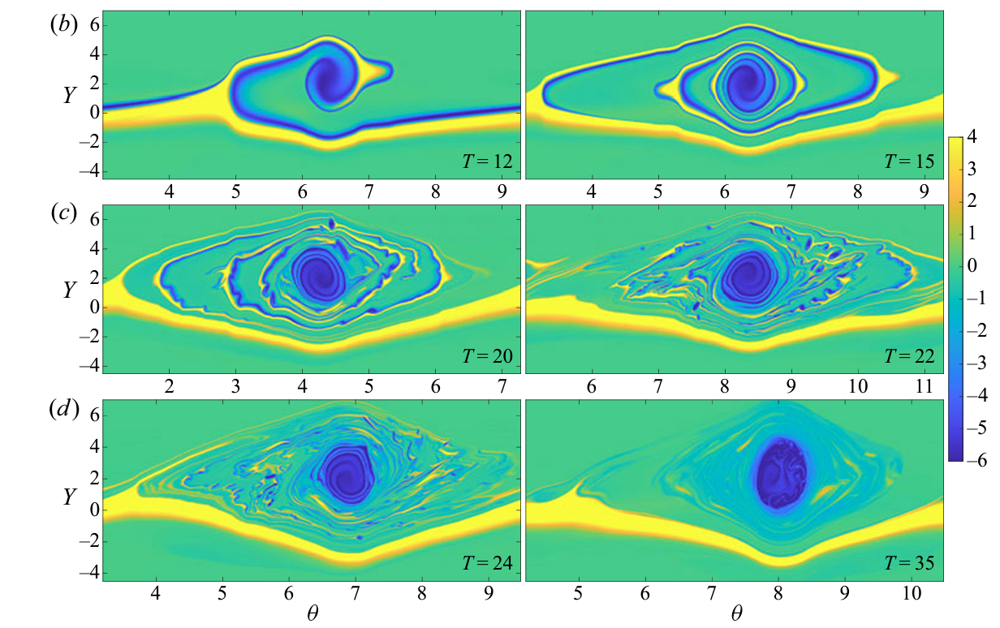 (b)
Y
6
4
2
0
−2
−4
T = 12
4 5 6 7 8 9
T = 15
4 5 6 7 8 9
(c)
Y
6
4
2
0
−2
−4
T = 20
2 3 4 5 6 7
T = 22
6 7 8 9 10 11
(d)
Y
6
4
2
0
−2
−4
T = 24
4 5 6 7 8 9
θ
T = 35
5 6 7 8 9 10
θ
4
3
2
1
0
−1
−2
−3
−4
−5
−6